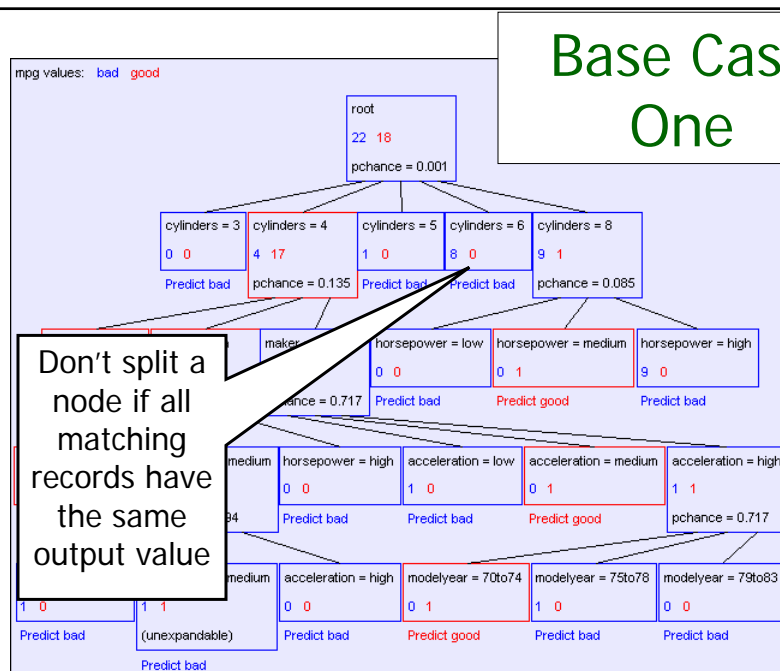 Base Cas
One
mpg values: bad good
root
22 18
pchance = 0.001
cylinders = 3
0 0
Predict bad
cylinders = 4
4 17
pchance = 0.135
cylinders = 5
1 0
Predict bad
cylinders = 6
8 0
Predict bad
cylinders = 8
9 1
pchance = 0.085
Don't split a
node if all
matching
records have
the same
output value
horsepower = low
0 0
Predict bad
horsepower = medium
0 1
Predict good
horsepower = high
9 0
Predict bad
= 0.717
medium
horsepower = high
0 0
Predict bad
acceleration = low
1 0
Predict bad
acceleration = medium
0 1
Predict good
acceleration = high
1 1
pchance = 0.717
1 0
Predict bad
medium
1 1
(unexpandable)
Predict bad
acceleration = high
0 0
Predict bad
modelyear = 70to74
0 1
Predict good
modelyear = 75to78
1 0
Predict bad
modelyear = 79to83
0 0
Predict bad